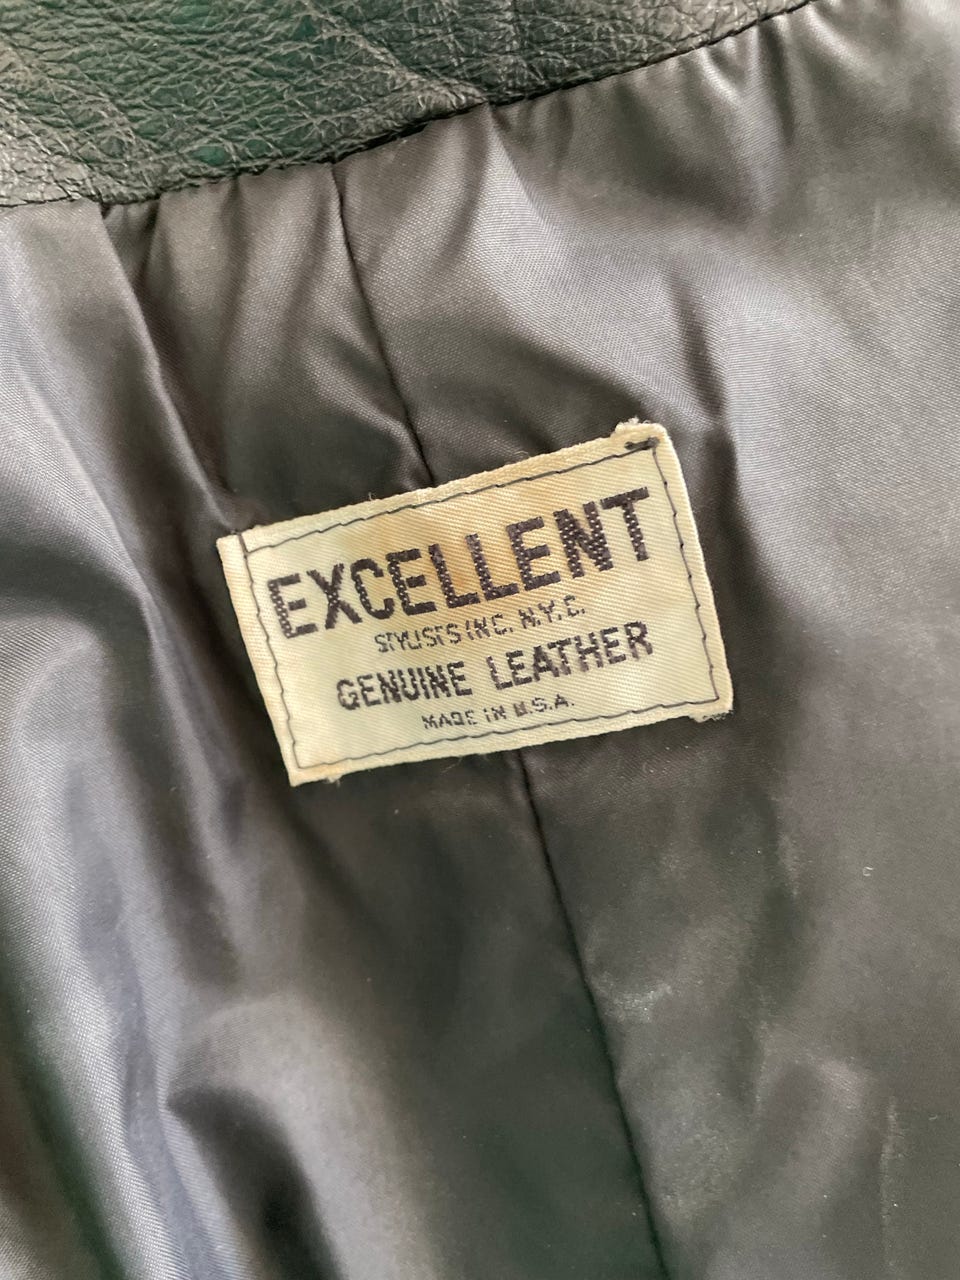 EXCELLENT
STYLISTS INC. N.Y.C.
GENUINE LEATHER
MADE IN U.S.A.